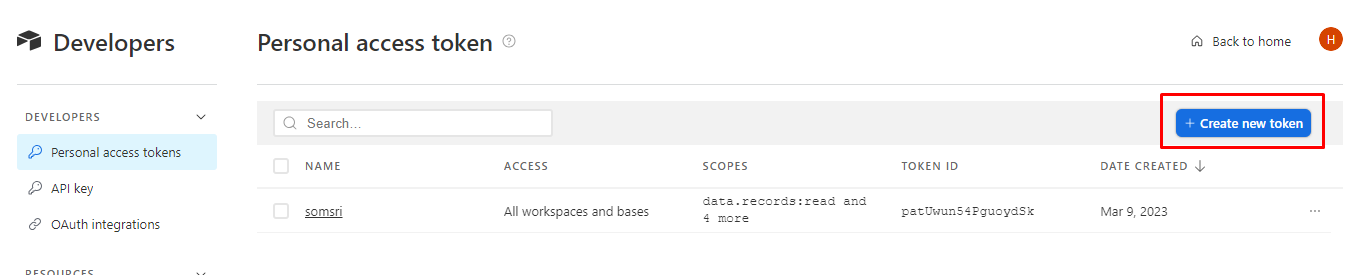 Developers
Personal access token
Back to home
H
DEVELOPERS
Search...
+ Create new token
Personal access tokens
NAME
ACCESS
SCOPES
TOKEN ID
DATE CREATED
API key
somsri
All workspaces and bases
data.records:read and
4 more
patUwun54PguoydSk
Mar 9, 2023
OAuth integrations
RESOURCES